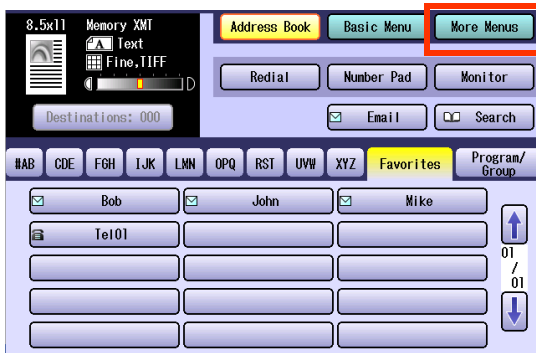 8.5x11 Memory XMT
A Text
Fine,TIFF
D
Destinations: 000
Address Book
Basic Menu
More Menus
Redial
Number Pad
Monitor
Email
Search
#AB
CDE
FGH
IJK
LMN
OPQ
RST
UVW
XYZ
Favorites
Program/
Group
Bob
John
Mike
Tel01
01
/
01